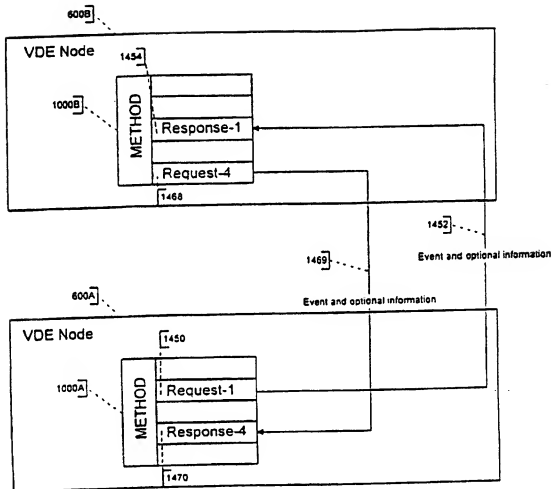 600B
VDE Node
1454
1000B
METHOD
Response-1
Request-4
1468
1452
1469
Event and optional information
600A
Event and optional information
VDE Node
1450
1000A
METHOD
Request-1
Response-4
1470